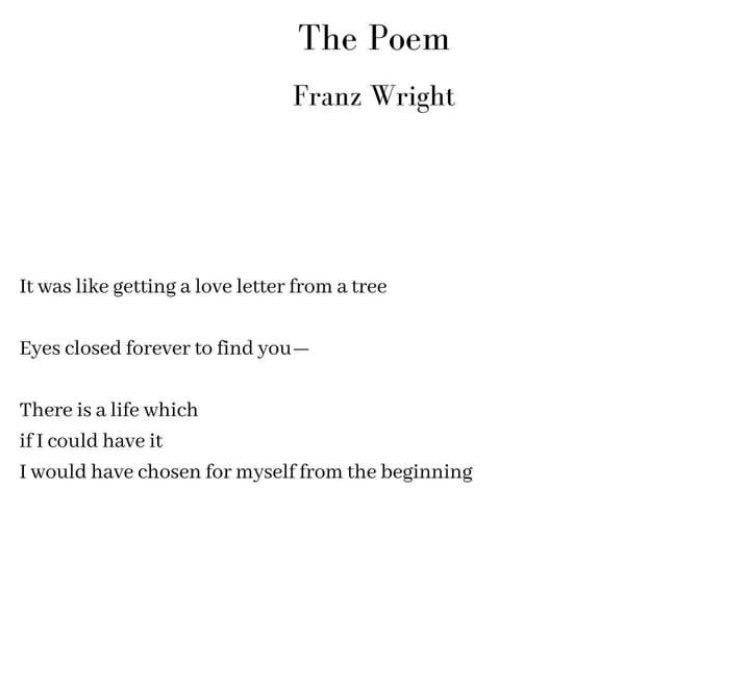 The Poem
Franz Wright
It was like getting a love letter from a tree
Eyes closed forever to find you—
There is a life which
if I could have it
I would have chosen for myself from the beginning